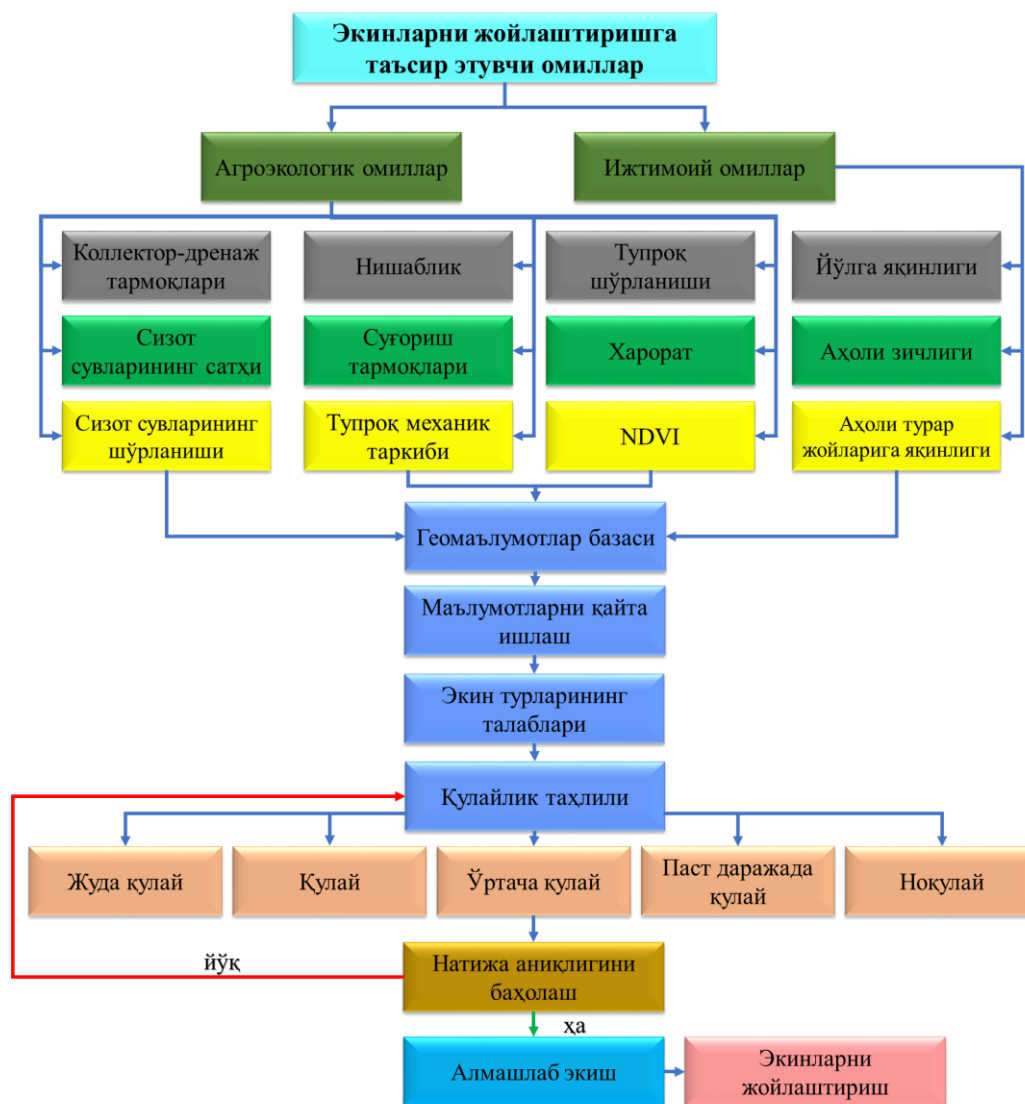 Экинларни жойлаштиришга
таъсир этувчи омиллар
Агроэкологик омиллар
Ижтимоий омиллар
Коллектор-дренаж
тармоқлари
Нишаблик
Тупроқ
шўрланиши
Йўлга яқинлиги
Сизот
сувларининг сатҳи
Суғориш
тармоқлари
Харорат
Аҳоли зичлиги
Сизот сувларининг
шўрланиши
Тупроқ механик
таркиби
NDVI
Аҳоли турар
жойларига яқинлиги
Геомаълумотлар базаси
Маълумотларни қайта
ишлаш
Экин турларининг
талаблари
Қулайлик таҳлили
Жуда қулай
Қулай
Ўртача қулай
Паст даражада
қулай
Ноқулай
йўқ
Натижа аниқлигини
баҳолаш
ҳа
Алмашлаб экиш
Экинларни
жойлаштириш